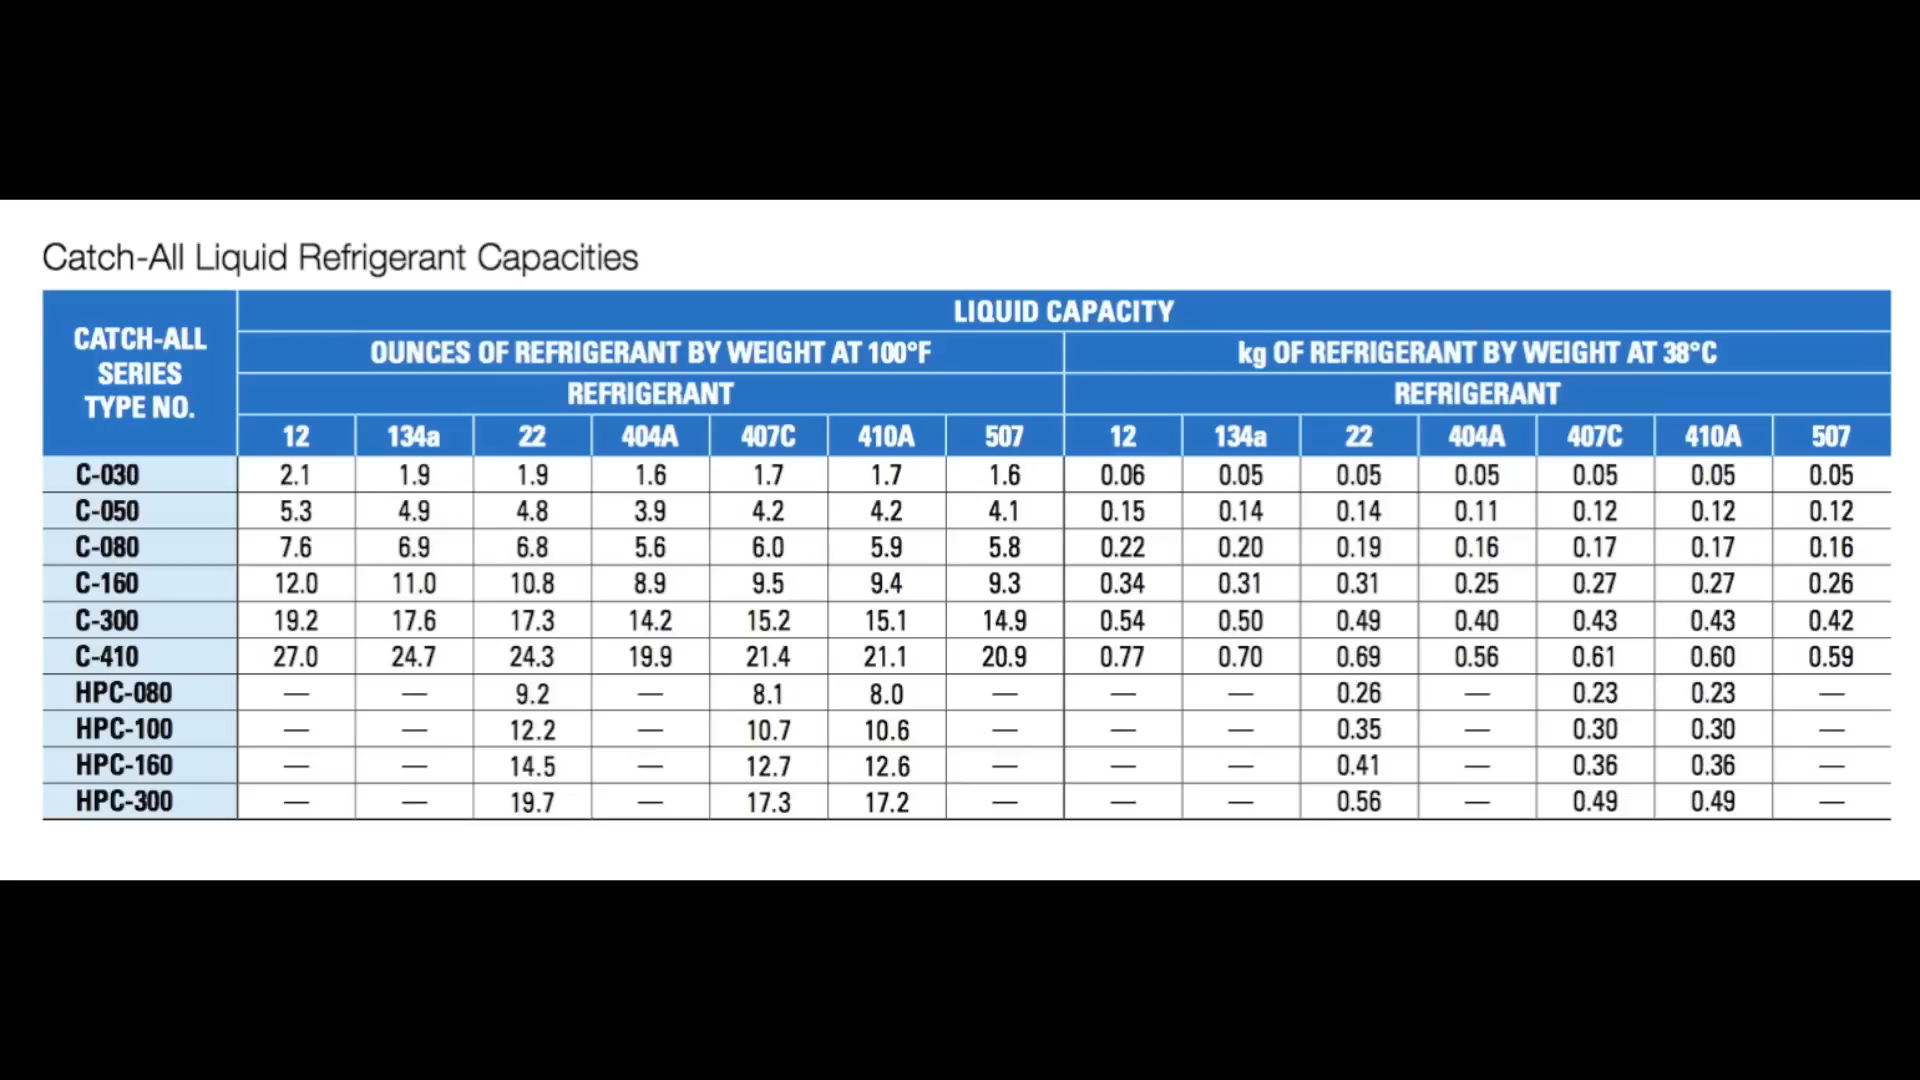 Catch-All Liquid Refrigerant Capacities
CATCH-ALL
SERIES
TYPE NO.
LIQUID CAPACITY
OUNCES OF REFRIGERANT BY WEIGHT AT 100°F kg OF REFRIGERANT BY WEIGHT AT 38°C
REFRIGERANT REFRIGERANT
12 134a 22 404A 407C 410A 507 12 134a 22 404A 407C 410A 507
C-030 2.1 1.9 1.9 1.6 1.7 1.7 1.6 0.06 0.05 0.05 0.05 0.05 0.05 0.05
C-050 5.3 4.9 4.8 3.9 4.2 4.2 4.1 0.15 0.14 0.14 0.11 0.12 0.12 0.12
C-080 7.6 6.9 6.8 5.6 6.0 5.9 5.8 0.22 0.20 0.19 0.16 0.17 0.17 0.16
C-160 12.0 11.0 10.8 8.9 9.5 9.4 9.3 0.34 0.31 0.31 0.25 0.27 0.27 0.26
C-300 19.2 17.6 17.3 14.2 15.2 15.1 14.9 0.54 0.50 0.49 0.40 0.43 0.43 0.42
C-410 27.0 24.7 24.3 19.9 21.4 21.1 20.9 0.77 0.70 0.69 0.56 0.61 0.60 0.59
HPC-080 — — 9.2 — 8.1 8.0 — — — 0.26 — 0.23 0.23 —
HPC-100 — — 12.2 — 10.7 10.6 — — — 0.35 — 0.30 0.30 —
HPC-160 — — 14.5 — 12.7 12.6 — — — 0.41 — 0.36 0.36 —
HPC-300 — — 19.7 — 17.3 17.2 — — — 0.56 — 0.49 0.49 —